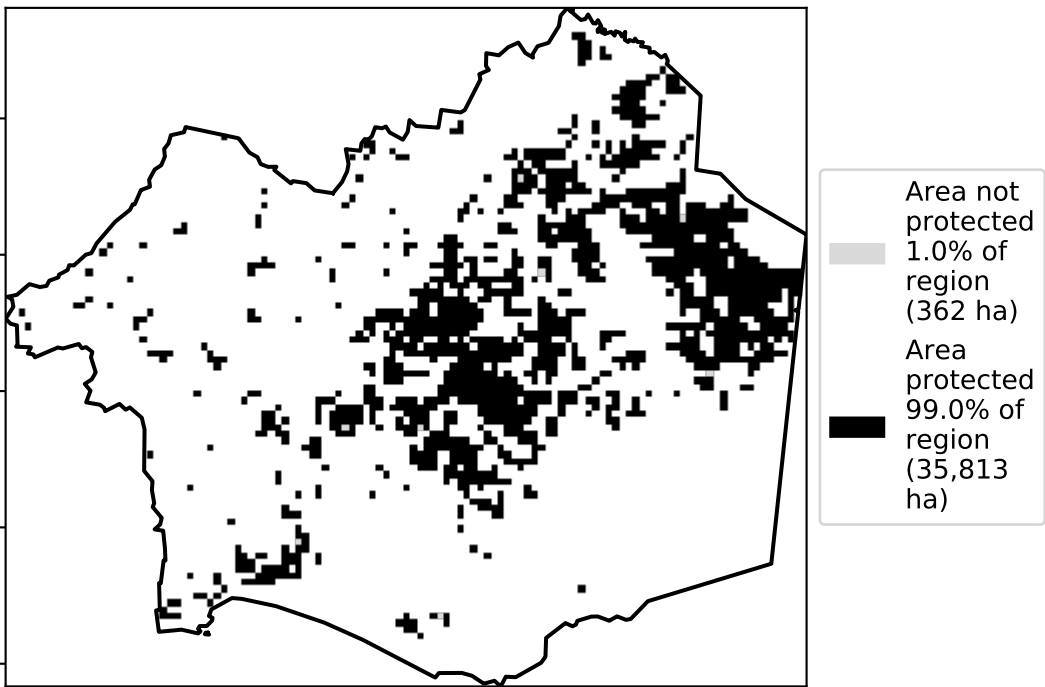 Area not
protected
1.0% of
region
(362 ha)
Area
protected
99.0% of
region
(35,813
ha)